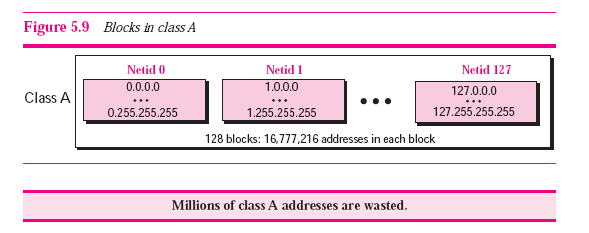 Figure 5.9 Blocks in class A
Netid 0 Netid 1 Netid 127
Class A
0.0.0.0 1.0.0.0 127.0.0.0
••• ••• ••• •••
0.255.255.255 1.255.255.255 127.255.255.255
128 blocks: 16,777,216 addresses in each block
Millions of class A addresses are wasted.